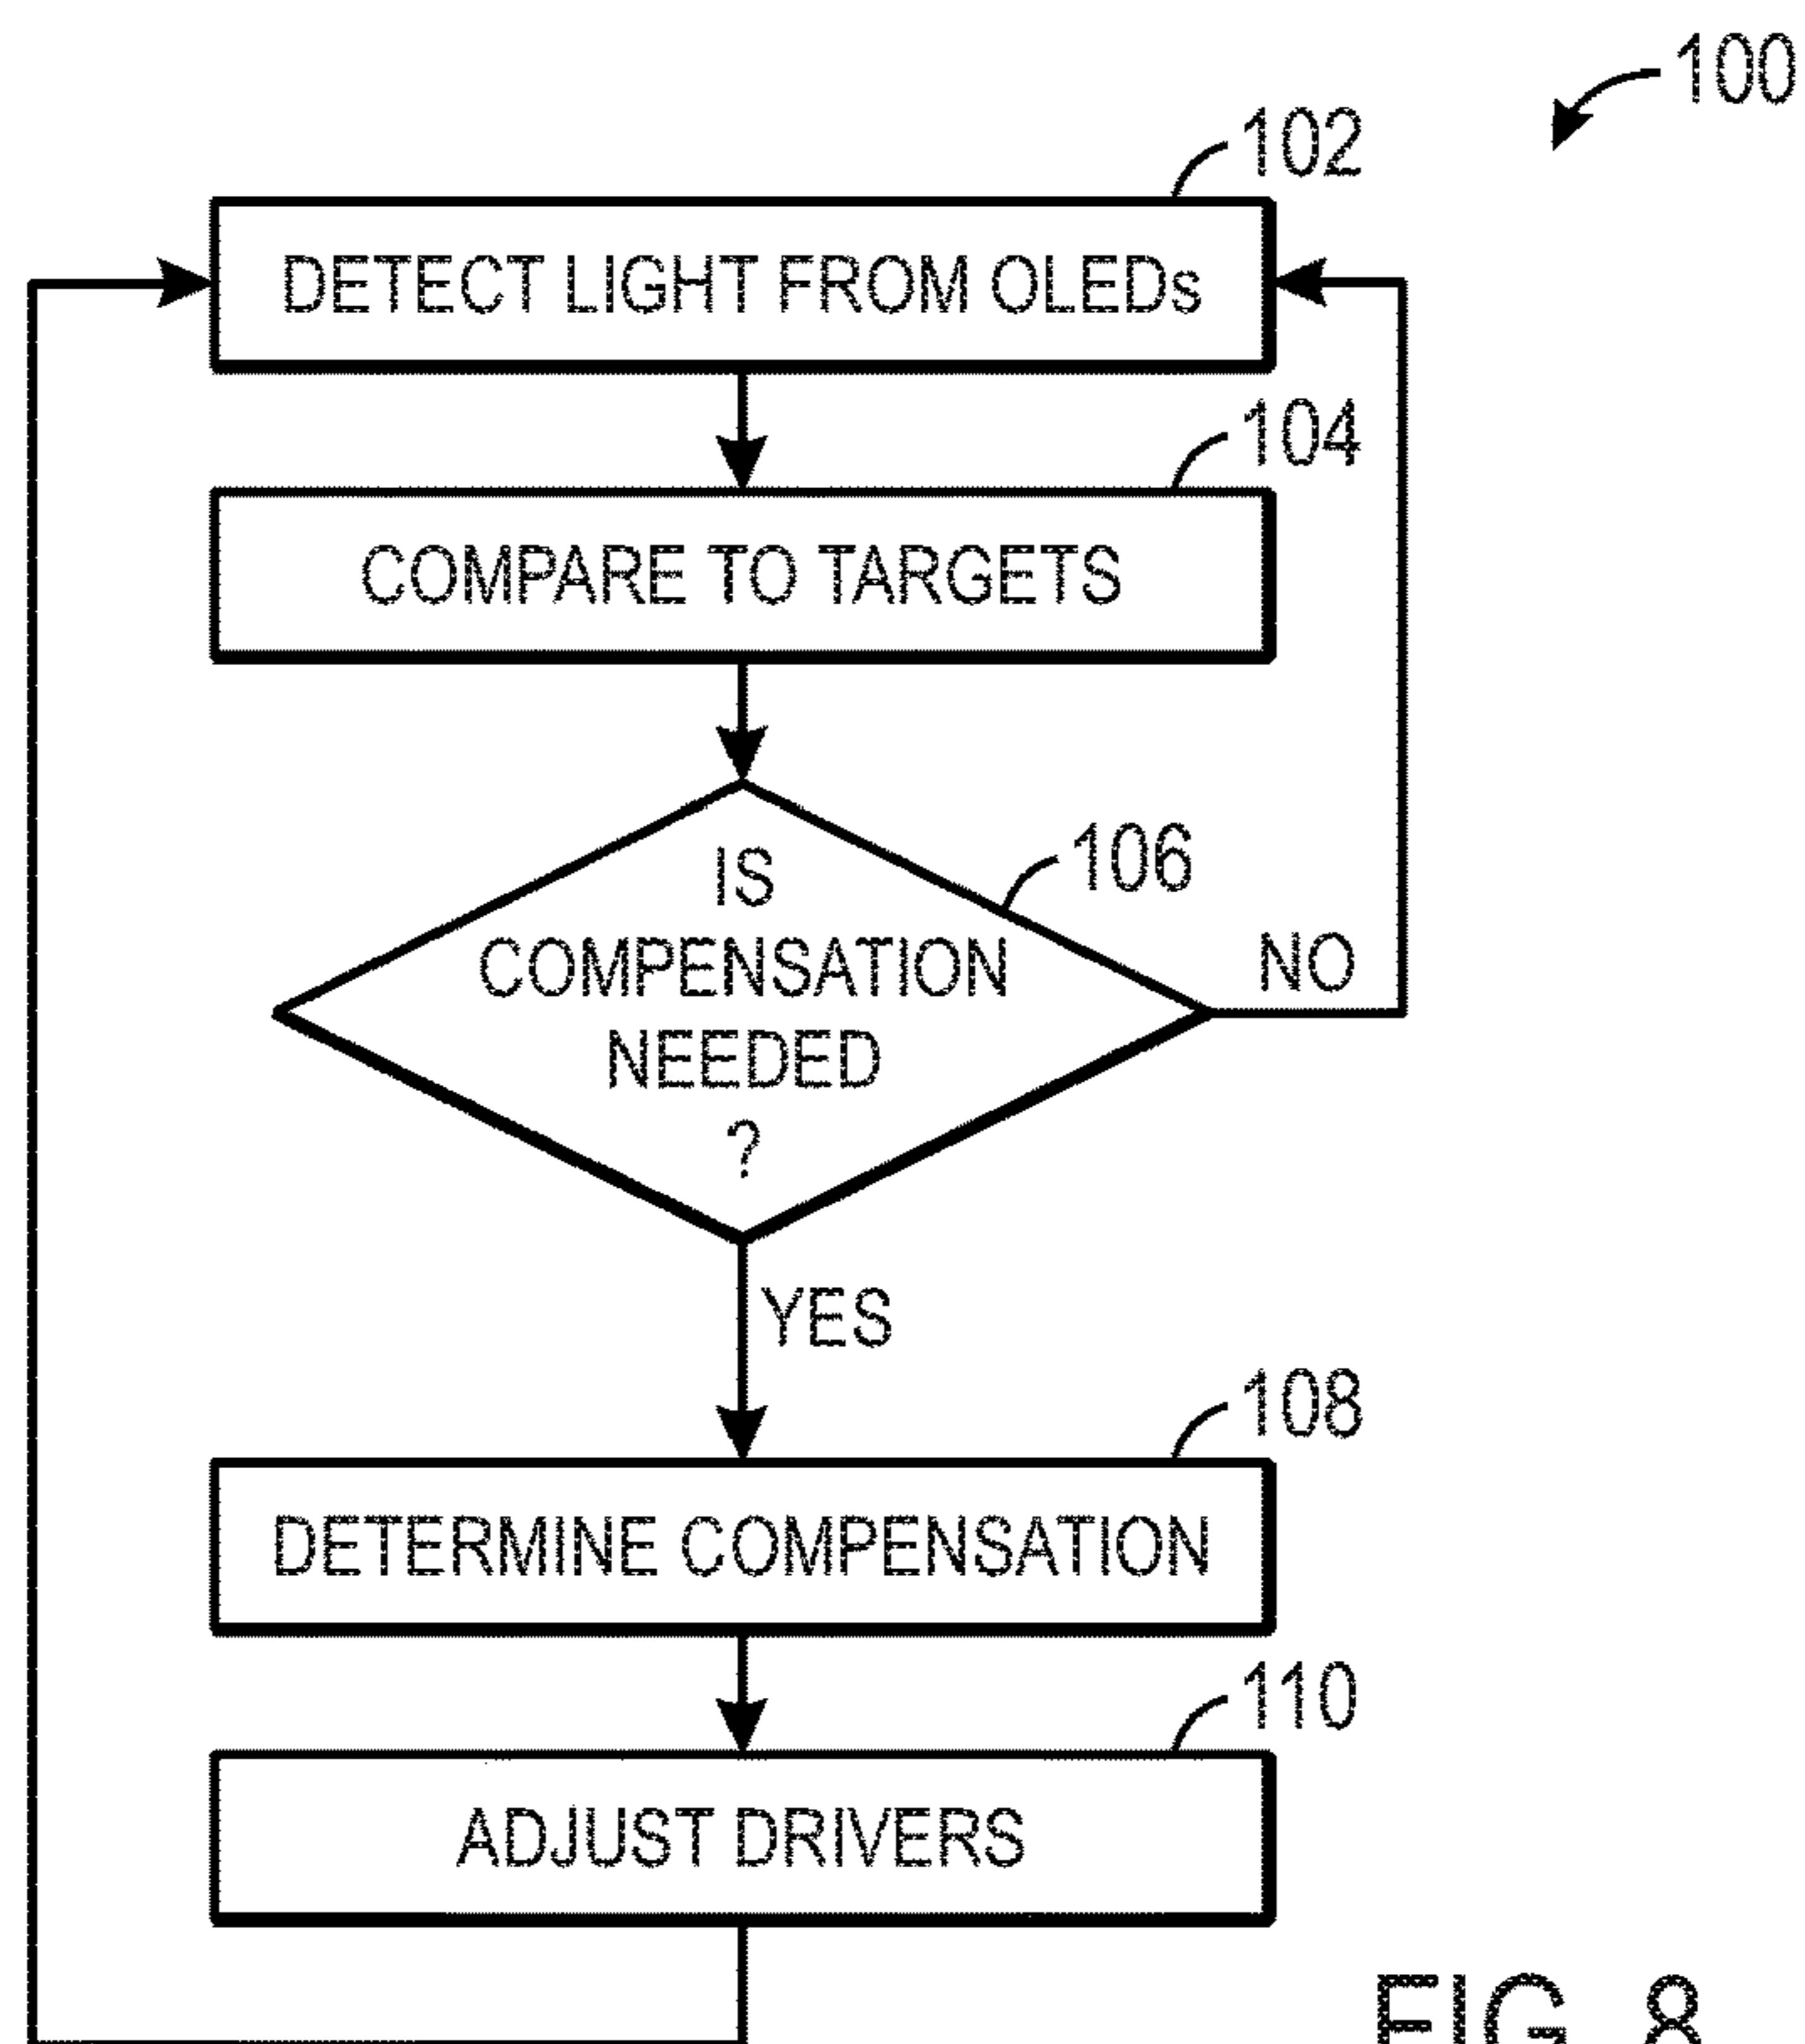 100
102
DETECT LIGHT FROM OLEDs
104
COMPARE TO TARGETS
106
IS
COMPENSATION
NEEDED
?
NO
YES
108
DETERMINE COMPENSATION
110
ADJUST DRIVERS
FIG. 8